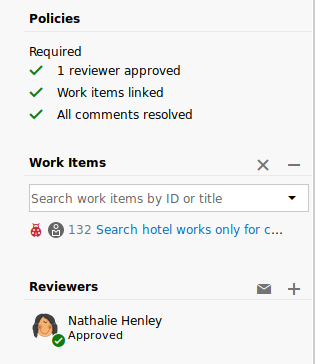 Policies
Required
1 reviewer approved
Work items linked
All comments resolved
Work Items
Search work items by ID or title
132 Search hotel works only for c...
Reviewers
Nathalie Henley
Approved